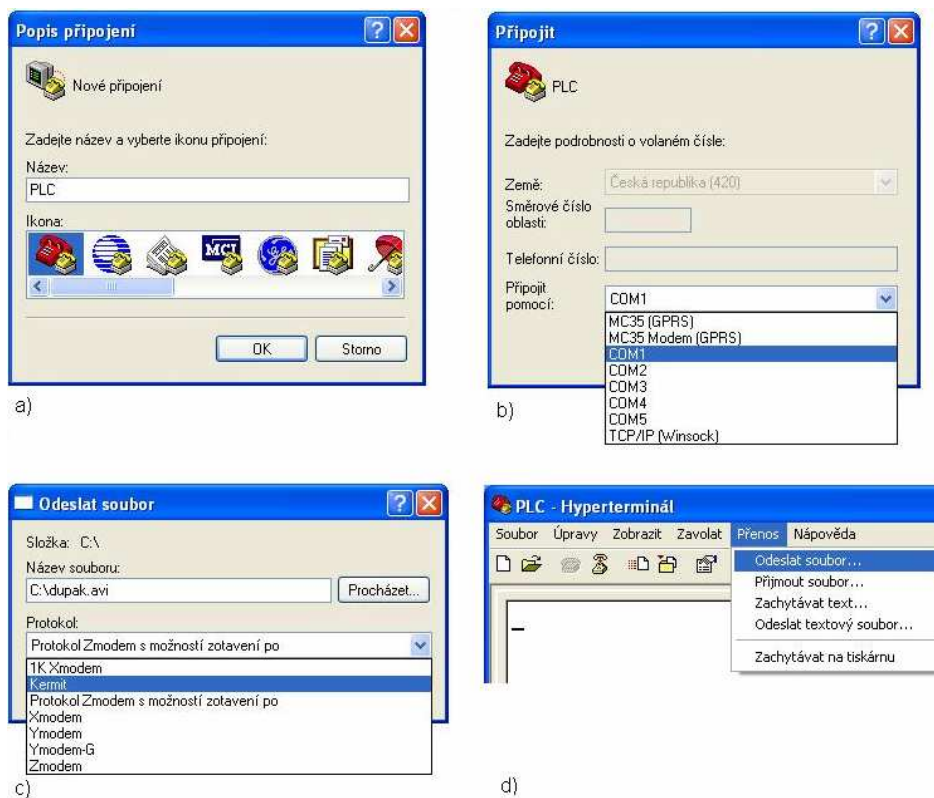 Popis připojení
Nové připojení
Zadejte název a vyberte ikonu připojení:
Název:
PLC
Ikona:
MCI
OK
Storno
a)
Připojit
PLC
Zadejte podrobnosti o volaném čísle:
Země:
Česká republika (420)
Směrové číslo
oblasti:
Telefonní číslo:
Připojit
pomocí:
COM1
MC35 (GPRS)
MC35 Modem (GPRS)
COM1
COM2
COM3
COM4
COM5
TCP/IP (Winsock)
b)
Odeslat soubor
Složka: C:\
Název souboru:
C:\dupak.avi
Procházet...
Protokol:
Protokol Zmodem s možností zotavení po
1K Xmodem
Kermit
Protokol Zmodem s možností zotavení po
Xmodem
Ymodem
Ymodem-G
Zmodem
c)
PLC - Hyperterminál
Soubor Úpravy Zobrazit Zavolat Přenos Nápověda
Odeslat soubor...
Přijmout soubor...
Zachytávat text...
Odeslat textový soubor...
Zachytávat na tiskárnu
d)